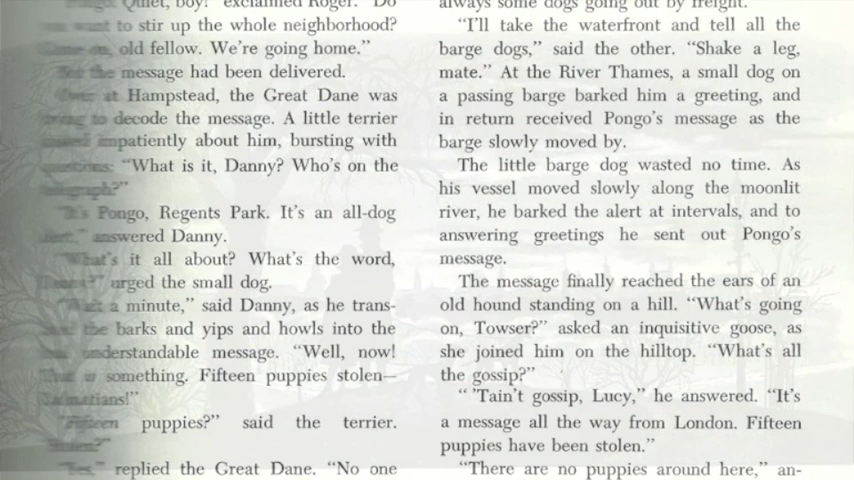 Quiet, boy!" exclaimed Roger. "Do
want to stir up the whole neighborhood?
on, old fellow. We're going home."
the message had been delivered.
at Hampstead, the Great Dane was
to decode the message. A little terrier
impatiently about him, bursting with
"What is it, Danny? Who's on the
"It's Pongo, Regents Park. It's an all-dog
answered Danny.
"What's it all about? What's the word,
urged the small dog.
"Wait a minute," said Danny, as he trans-
the barks and yips and howls into the
understandable message. "Well, now!
That is something. Fifteen puppies stolen—
Dalmatians!"
"Fifteen puppies?" said the terrier.
"Yes," replied the Great Dane. "No one
always some dogs going out by freight."
"I'll take the waterfront and tell all the
barge dogs," said the other. "Shake a leg,
mate." At the River Thames, a small dog on
a passing barge barked him a greeting, and
in return received Pongo's message as the
barge slowly moved by.
The little barge dog wasted no time. As
his vessel moved slowly along the moonlit
river, he barked the alert at intervals, and to
answering greetings he sent out Pongo's
message.
The message finally reached the ears of an
old hound standing on a hill. "What's going
on, Towser?" asked an inquisitive goose, as
she joined him on the hilltop. "What's all
the gossip?"
" 'Tain't gossip, Lucy," he answered. "It's
a message all the way from London. Fifteen
puppies have been stolen."
"There are no puppies around here," an-